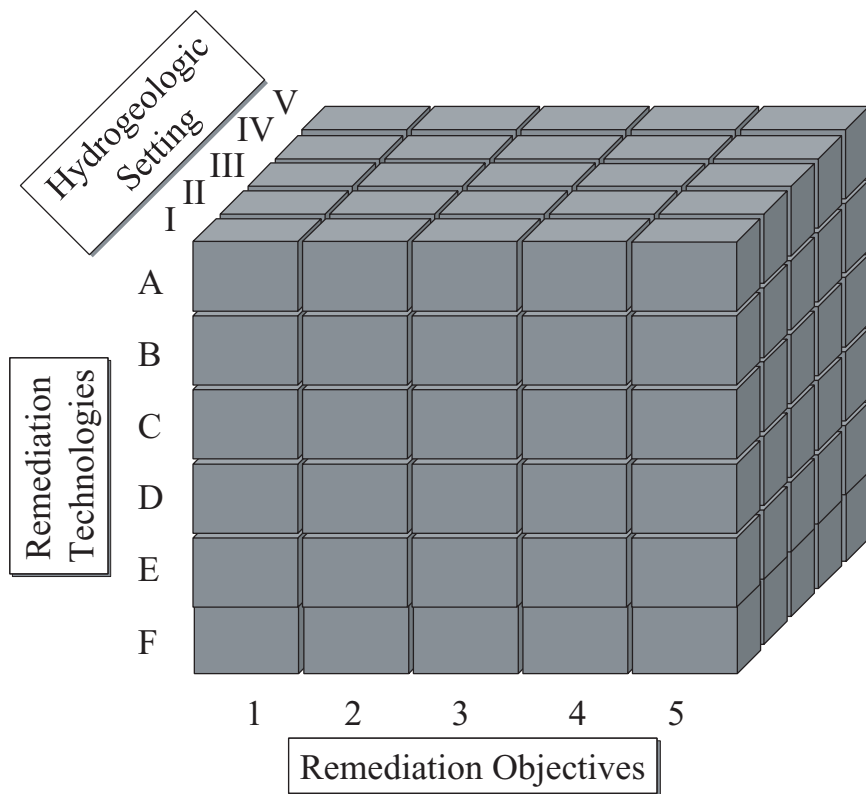 Hydrogeologic
Setting
V
IV
III
II
I
A
B
C
D
E
F
Remediation
Technologies
1 2 3 4 5
Remediation Objectives